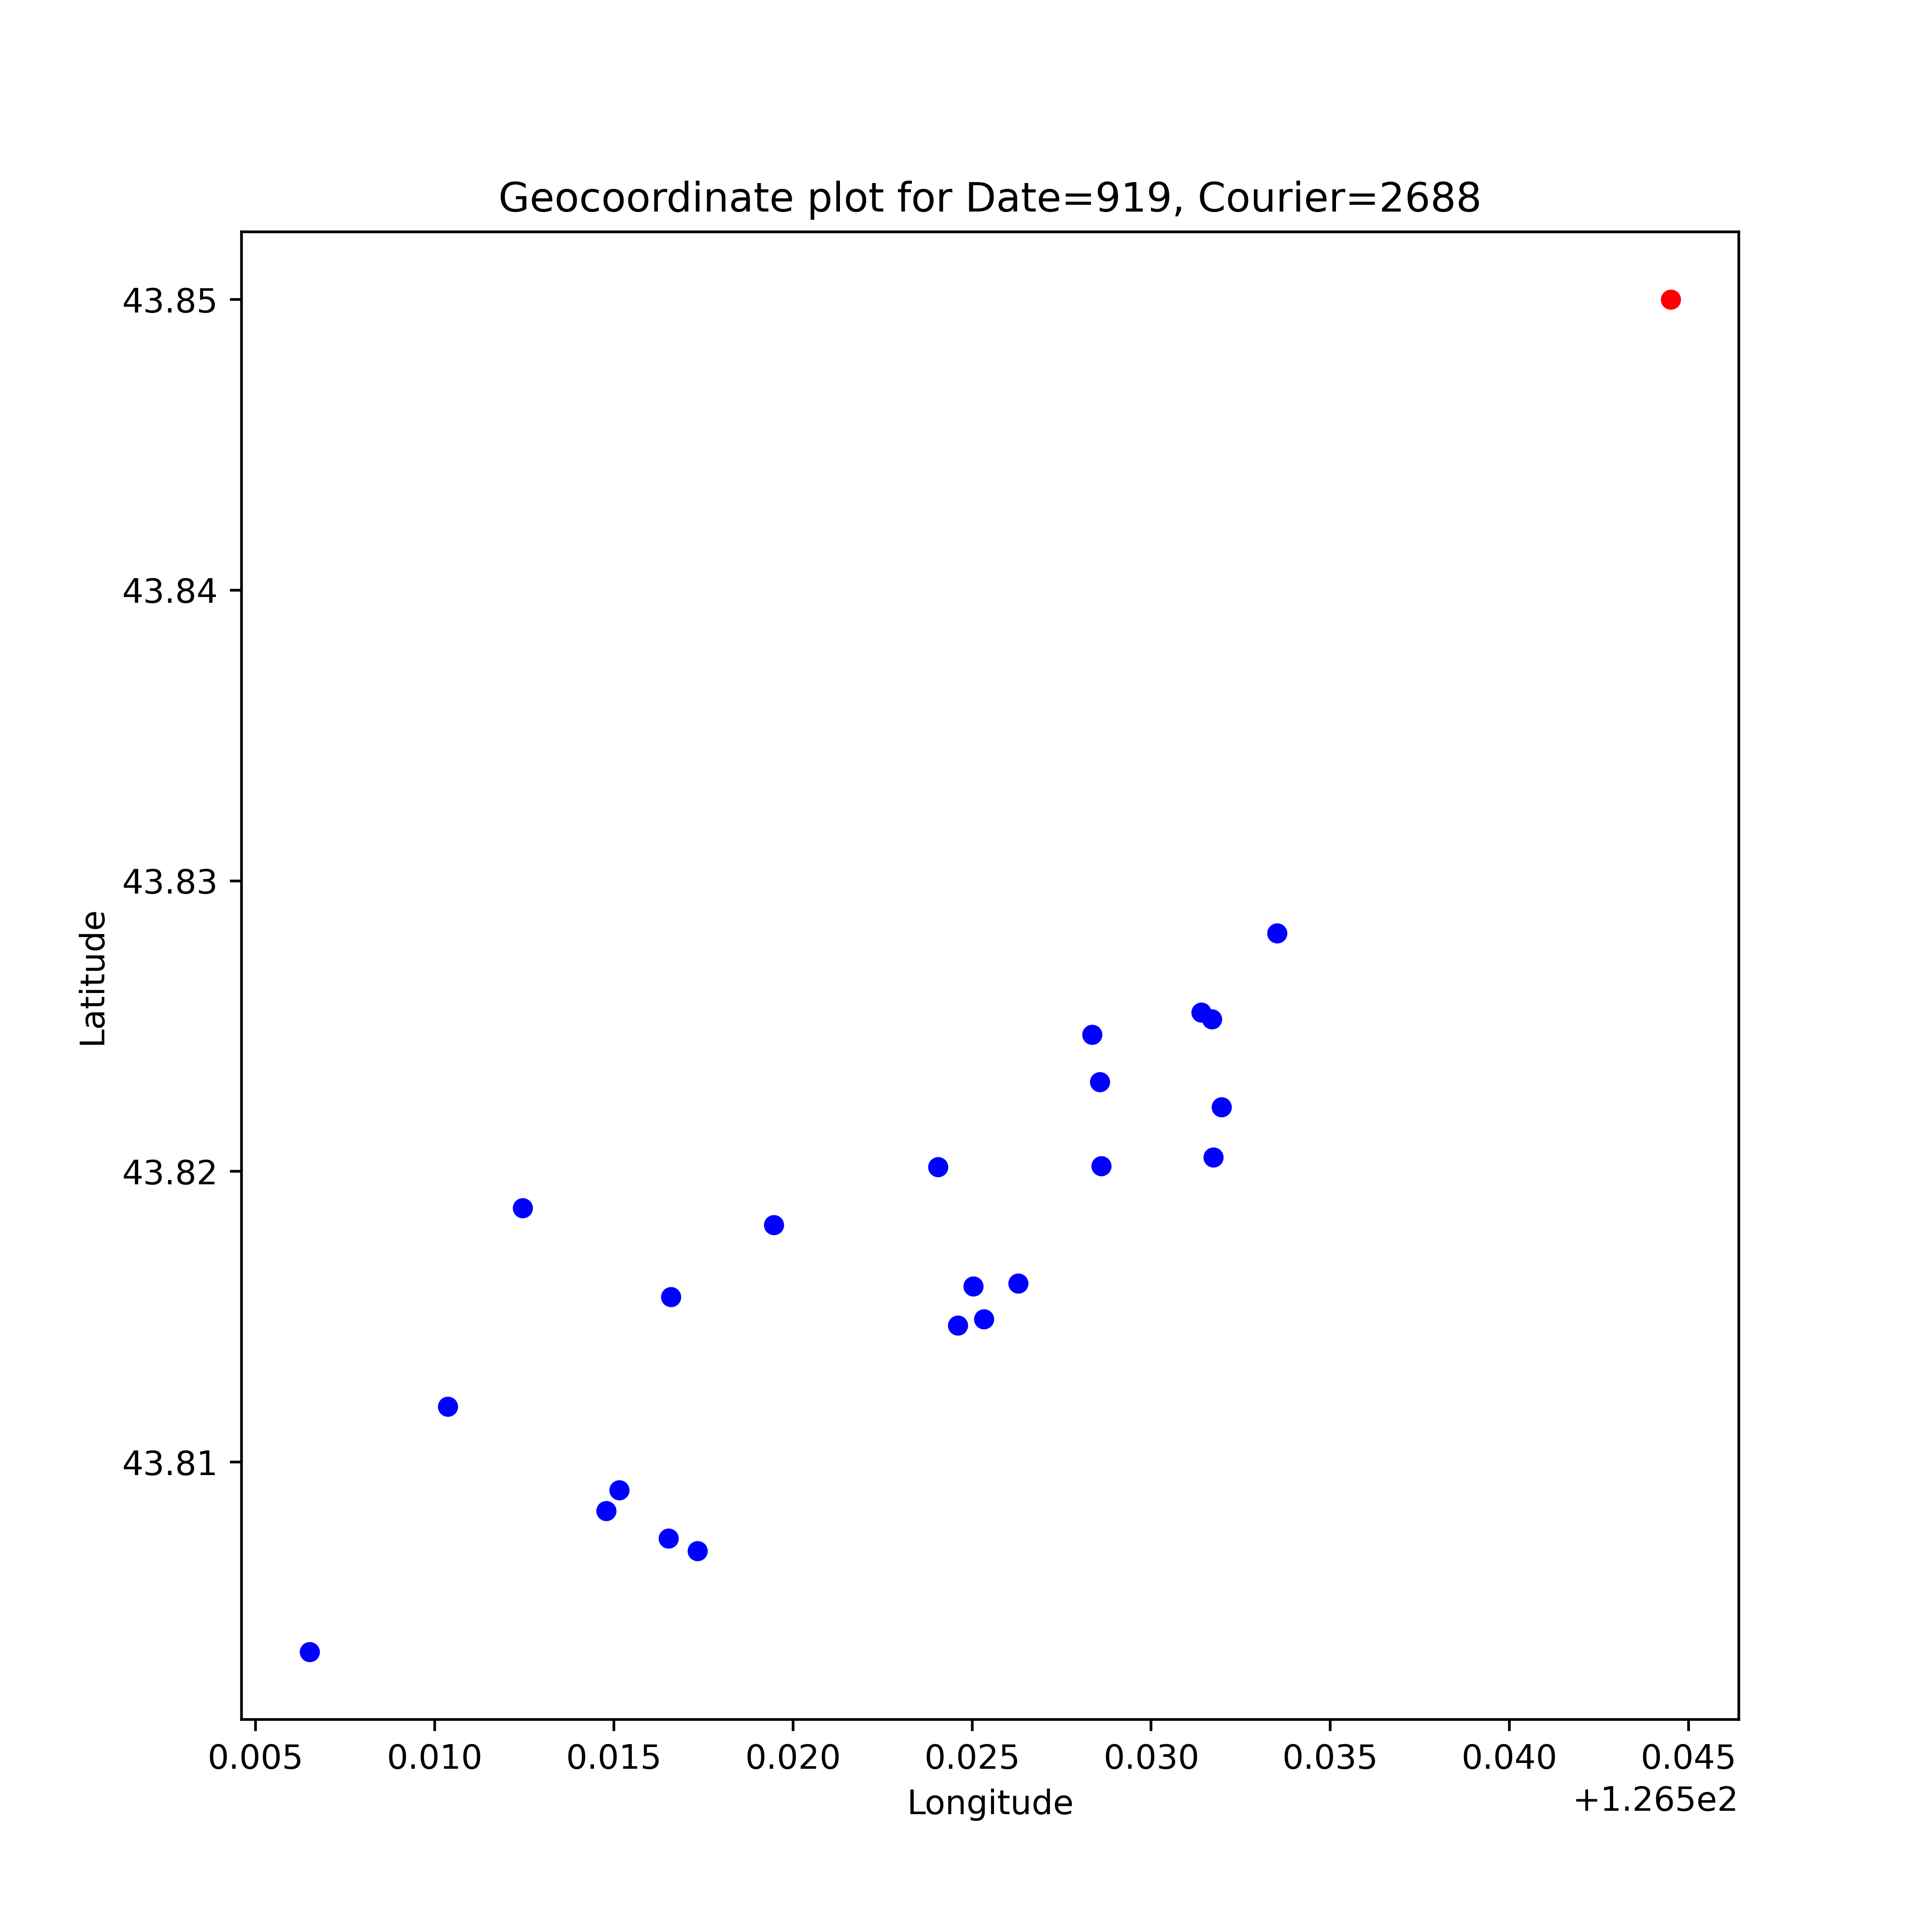 Geocoordinate plot for Date=919, Courier=2688
43.85
43.84
43.83
43.82
43.81
Latitude
0.005 0.010 0.015 0.020 0.025 0.030 0.035 0.040 0.045
Longitude
+1.265e2